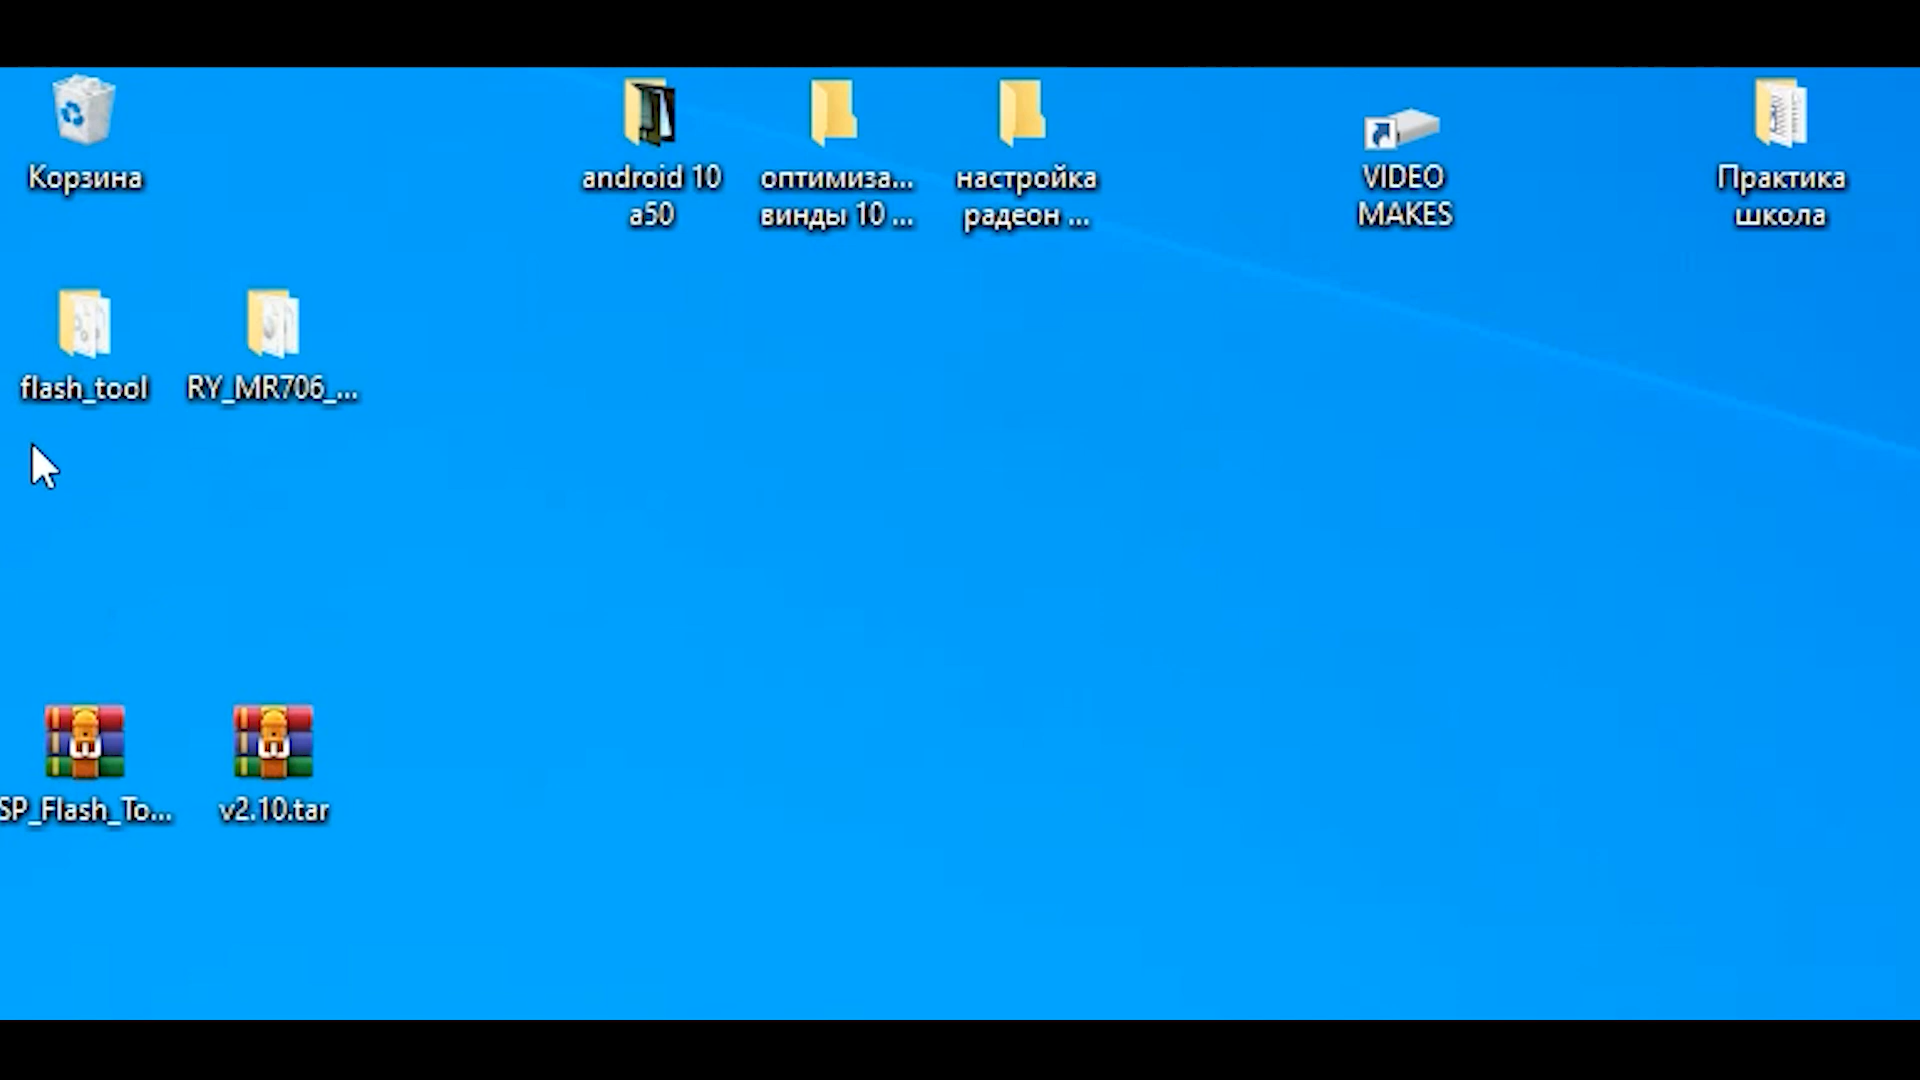 Корзина
android 10
a50
оптимиза...
винды 10 ...
настройка
радеон ...
VIDEO
MAKES
Практика
школа
flash_tool
RY_MR706_...
SP_Flash_To...
v2.10.tar